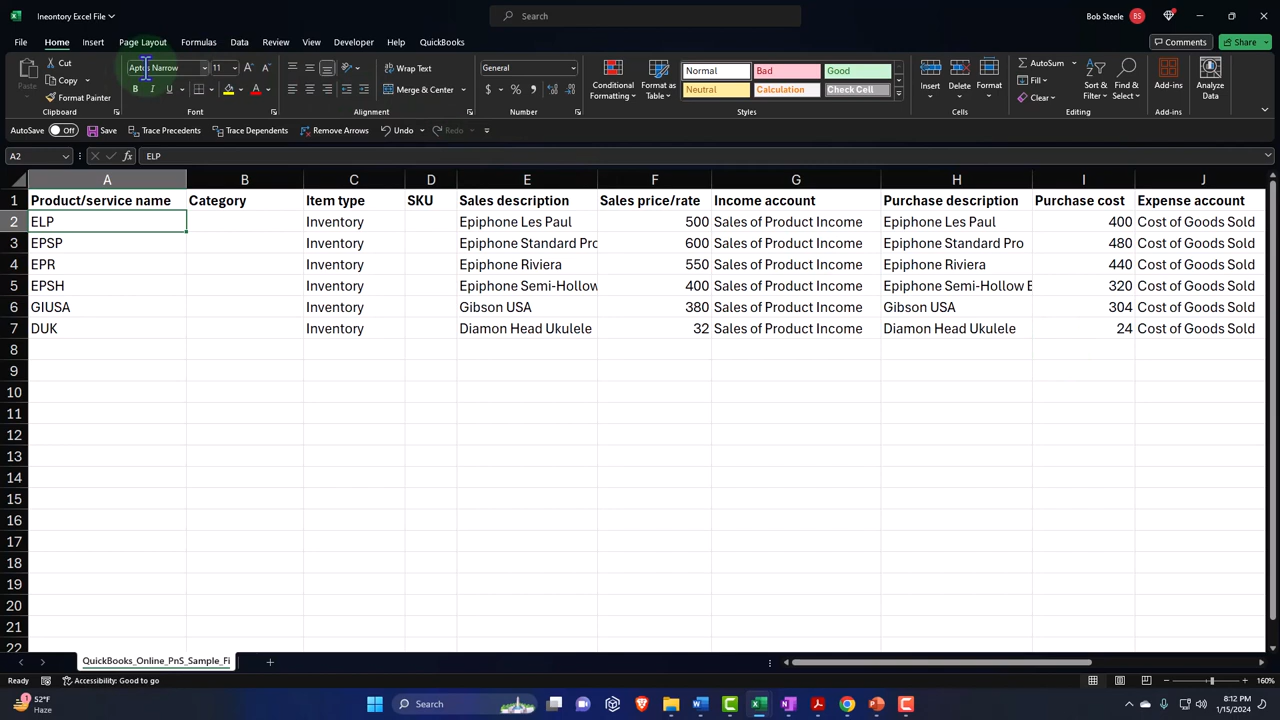 Ineontory Excel File
Search
Bob Steele BS
File Home Insert Page Layout Formulas Data Review View Developer Help QuickBooks
Comments Share
Paste Cut Copy Format Painter
Clipboard
Aptos Narrow 11
B I U
Font
Wrap Text
Merge & Center
Alignment
General
$ % ,
Number
Conditional Formatting
Format as Table
Normal Bad Good
Neutral Calculation Check Cell
Styles
Insert Delete Format
Cells
AutoSum
Fill
Clear
Sort & Filter
Find & Select
Editing
Add-ins
Add-ins
Analyze Data
AutoSave Off Save Trace Precedents Trace Dependents Remove Arrows Undo Redo
A2 fx ELP
A B C D E F G H I J
1 Product/service name Category Item type SKU Sales description Sales price/rate Income account Purchase description Purchase cost Expense account
2 ELP Inventory Epiphone Les Paul 500 Sales of Product Income Epiphone Les Paul 400 Cost of Goods Sold
3 EPSP Inventory Epiphone Standard Pro 600 Sales of Product Income Epiphone Standard Pro 480 Cost of Goods Sold
4 EPR Inventory Epiphone Riviera 550 Sales of Product Income Epiphone Riviera 440 Cost of Goods Sold
5 EPSH Inventory Epiphone Semi-Hollow 400 Sales of Product Income Epiphone Semi-Hollow E 320 Cost of Goods Sold
6 GIUSA Inventory Gibson USA 380 Sales of Product Income Gibson USA 304 Cost of Goods Sold
7 DUK Inventory Diamon Head Ukulele 32 Sales of Product Income Diamon Head Ukulele 24 Cost of Goods Sold
8
9
10
11
12
13
14
15
16
17
18
19
20
21
22
QuickBooks_Online_PnS_Sample_Fi
Ready Accessibility: Good to go 160%
1 52°F
Haze
Search
8:12 PM
1/15/2024